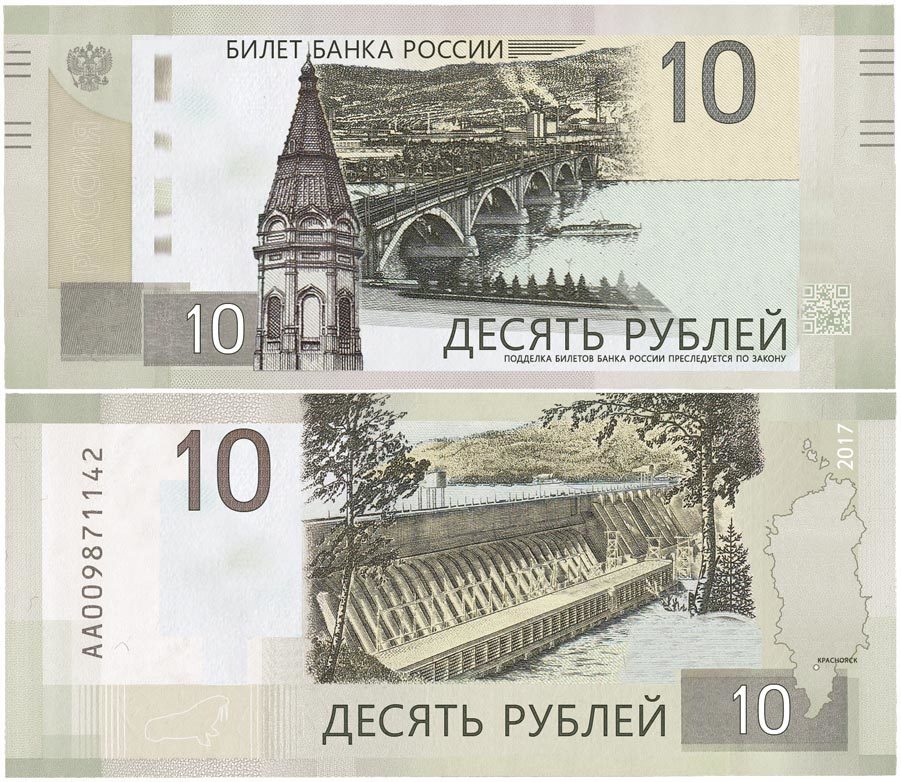 БИЛЕТ БАНКА РОССИИ
10
РОССИЯ
10
ДЕСЯТЬ РУБЛЕЙ
ПОДДЕЛКА БИЛЕТОВ БАНКА РОССИИ ПРЕСЛЕДУЕТСЯ ПО ЗАКОНУ
10
2017
АА009871142
КРАСНОЯСК
ДЕСЯТЬ РУБЛЕЙ
10